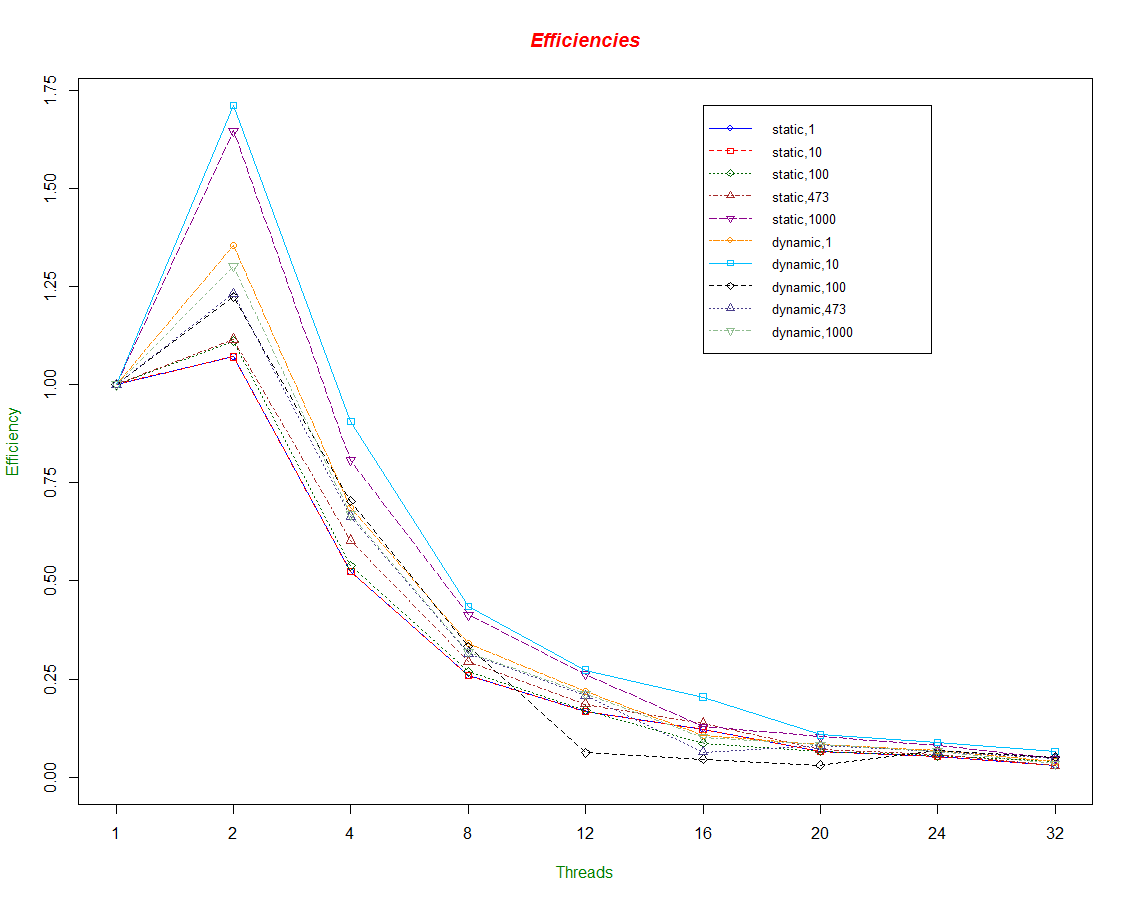 Efficiencies
1.75
1.50
1.25
1.00
0.75
0.50
0.25
0.00
Efficiency
static,1
static,10
static,100
static,473
static,1000
dynamic,1
dynamic,10
dynamic,100
dynamic,473
dynamic,1000
1 2 4 8 12 16 20 24 32
Threads